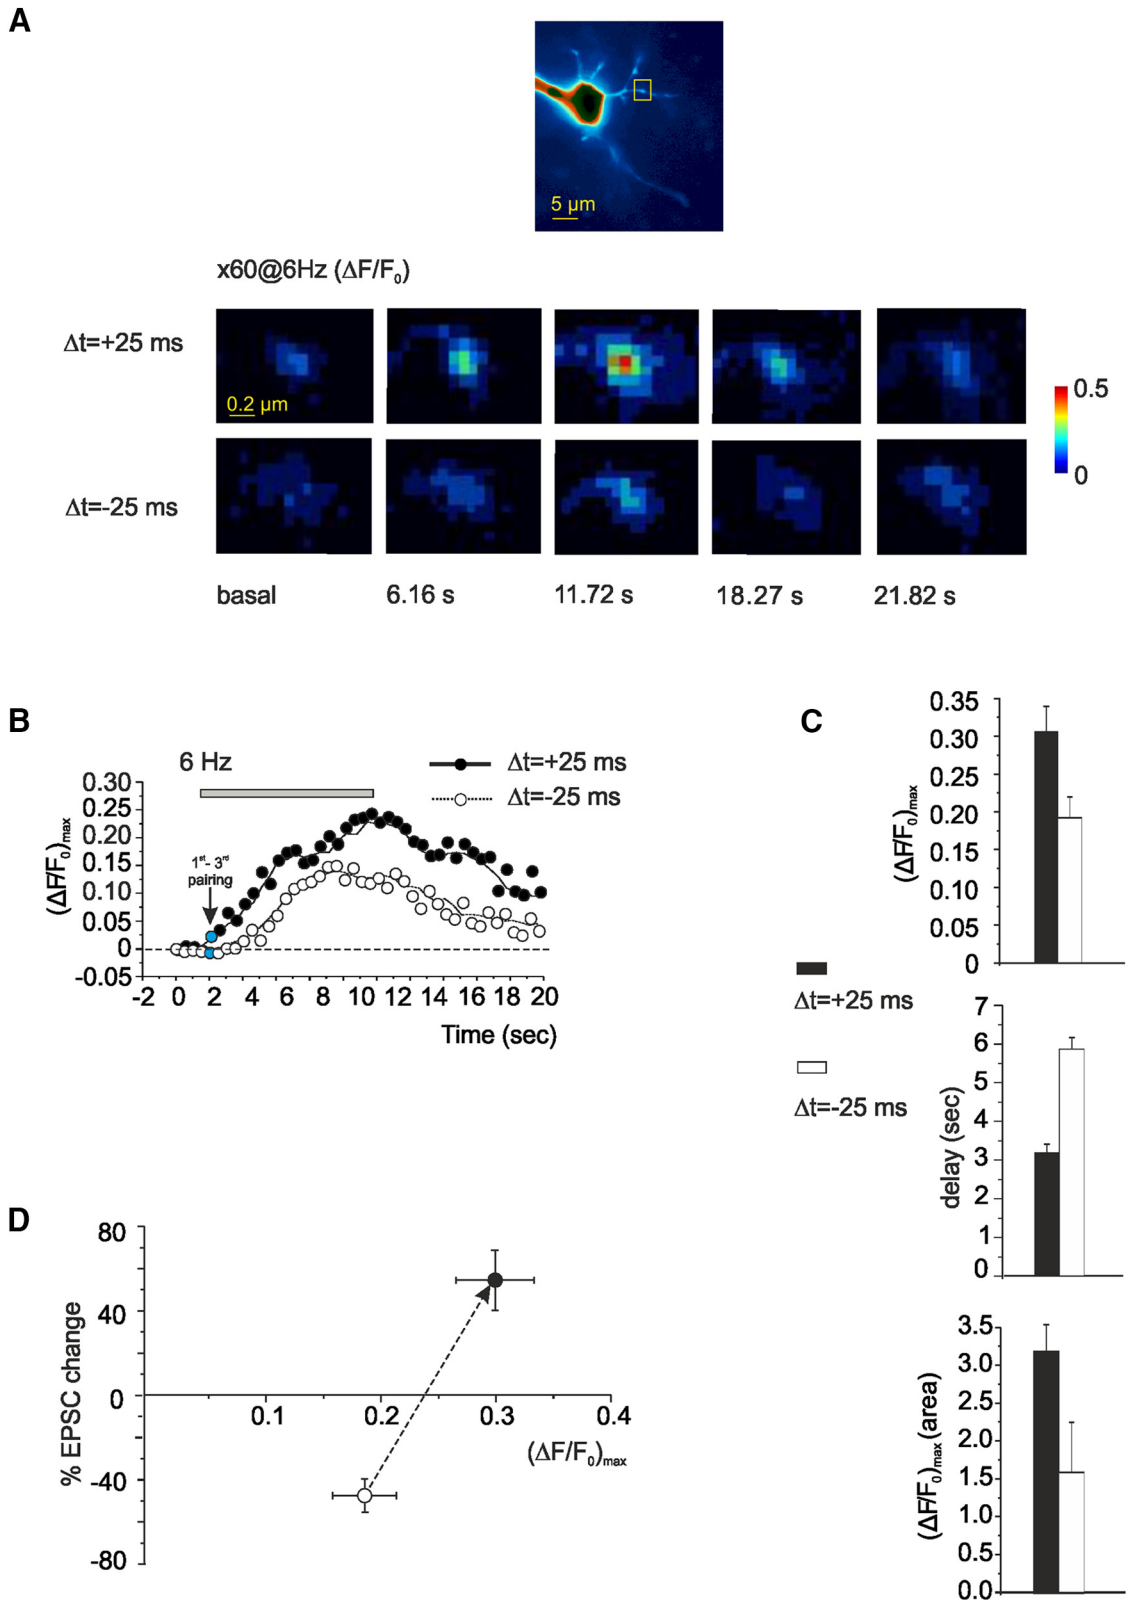 A
5 µm
x60@6Hz (ΔF/F0)
Δt=+25 ms
0.2 µm
0.5
0
Δt=-25 ms
basal
6.16 s
11.72 s
18.27 s
21.82 s
B
6 Hz
Δt=+25 ms
Δt=-25 ms
(ΔF/F0)max
0.30
0.25
0.20
0.15
0.10
0.05
0
-0.05
1st- 3rd
pairing
-2 0 2 4 6 8 10 12 14 16 18 20
Time (sec)
C
(ΔF/F0)max
0.35
0.30
0.25
0.20
0.15
0.10
0.05
0
Δt=+25 ms
Δt=-25 ms
delay (sec)
7
6
5
4
3
2
1
0
(ΔF/F0)max (area)
3.5
3.0
2.5
2.0
1.5
1.0
0.5
0.0
D
% EPSC change
80
40
0
-40
-80
0.1 0.2 0.3 0.4
(ΔF/F0)max